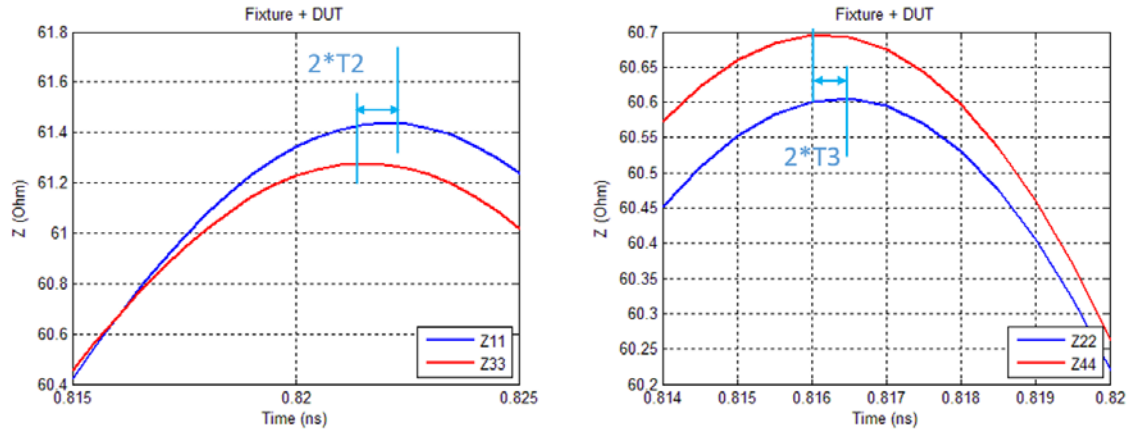 Fixture + DUT
61.8
61.6
61.4
61.2
61
60.8
60.6
60.4
Z (Ohm)
2*T2
Z11
Z33
0.815
0.82
0.825
Time (ns)
Fixture + DUT
60.7
60.65
60.6
60.55
60.5
60.45
60.4
60.35
60.3
60.25
60.2
Z (Ohm)
2*T3
Z22
Z44
0.814
0.815
0.816
0.817
0.818
0.819
0.82
Time (ns)